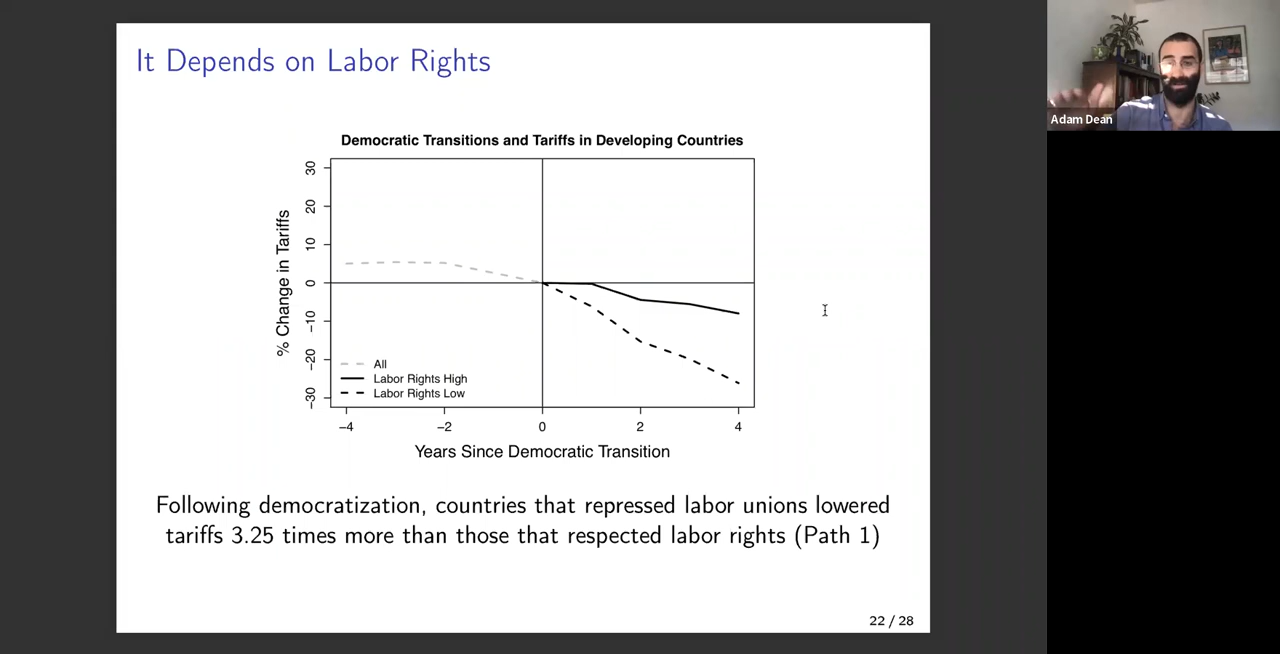 It Depends on Labor Rights
Adam Dean
Democratic Transitions and Tariffs in Developing Countries
% Change in Tariffs
30
20
10
0
−10
−20
−30
All
Labor Rights High
Labor Rights Low
−4
−2
0
2
4
Years Since Democratic Transition
Following democratization, countries that repressed labor unions lowered
tariffs 3.25 times more than those that respected labor rights (Path 1)
22 / 28